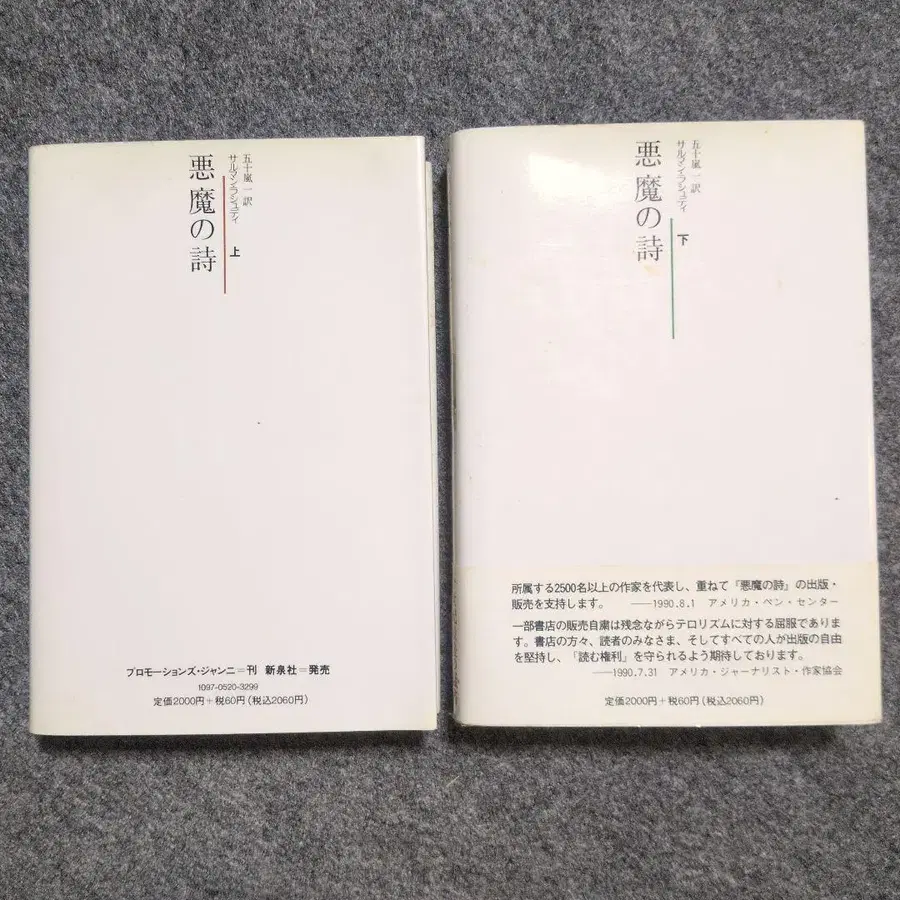 五十嵐一 訳
サルマン・ラシュディ
悪魔の詩
上
プロモーションズ・ジャンニ=刊 新泉社=発売
1097-0520-3299
定価2000円+税60円(税込2060円)
五十嵐一 訳
サルマン・ラシュディ
悪魔の詩
下
所属する2500名以上の作家を代表し、重ねて『悪魔の詩』の出版・
販売を支持します。 ——1990.8.1 アメリカ・ペン・センター
一部書店の販売自粛は残念ながらテロリズムに対する屈服でありま
す。書店の方々、読者のみなさま、そしてすべての人が出版の自由
を堅持し、「読む権利」を守られるよう期待しております。
——1990.7.31 アメリカ・ジャーナリスト・作家協会
定価2000円+税60円(税込2060円)